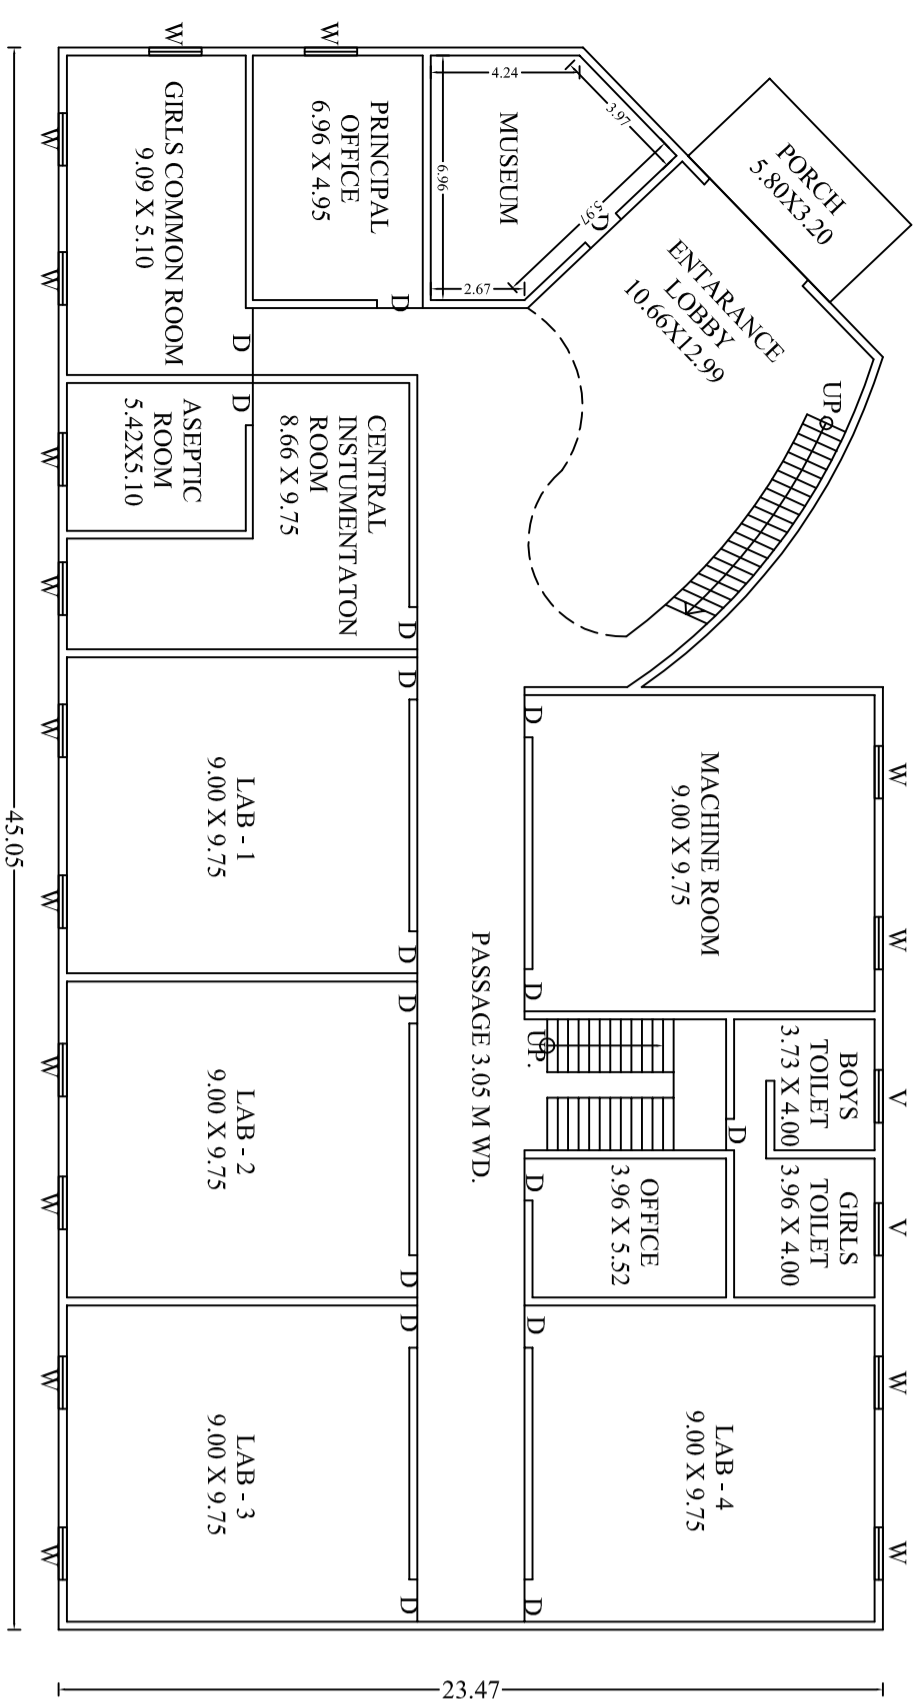 W
W
V
V
W
W
PORCH
5.80X3.20
UP
BOYS
TOILET
3.73 X 4.00
GIRLS
TOILET
3.96 X 4.00
ENTARANCE
LOBBY
10.66X12.99
MACHINE ROOM
9.00 X 9.75
D
LAB - 4
9.00 X 9.75
OFFICE
3.96 X 5.52
3.97
4.24
MUSEUM
2.67
6.96
D
D
UP.
D
D
D
PASSAGE 3.05 M WD.
W
PRINCIPAL
OFFICE
6.96 X 4.95
D
CENTRAL
INSTUMENTATON
ROOM
8.66 X 9.75
D
D
D
D
D
D
D
W
GIRLS COMMON ROOM
9.09 X 5.10
D
D
ASEPTIC
ROOM
5.42X5.10
LAB - 1
9.00 X 9.75
LAB - 2
9.00 X 9.75
LAB - 3
9.00 X 9.75
W
W
W
W
W
W
W
W
W
W
45.05
23.47